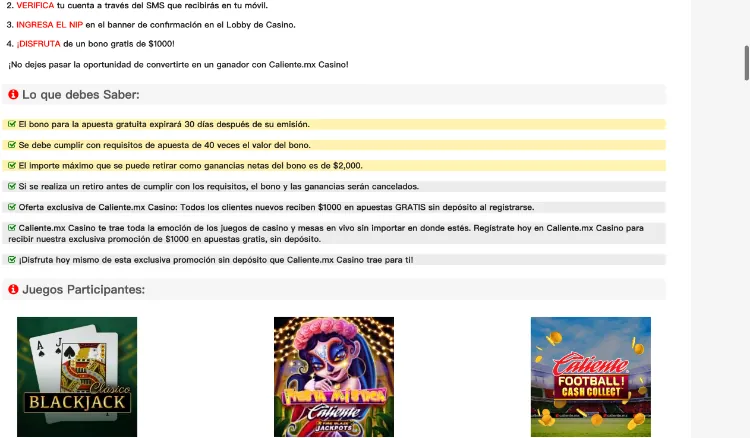 2. VERIFICA tu cuenta a través del SMS que recibirás en tu móvil.
3. INGRESA EL NIP en el banner de confirmación en el Lobby de Casino.
4. ¡DISFRUTA de un bono gratis de $1000!
¡No dejes pasar la oportunidad de convertirte en un ganador con Caliente.mx Casino!
Lo que debes Saber:
El bono para la apuesta gratuita expirará 30 días después de su emisión.
Se debe cumplir con requisitos de apuesta de 40 veces el valor del bono.
El importe máximo que se puede retirar como ganancias netas del bono es de $2,000.
Si se realiza un retiro antes de cumplir con los requisitos, el bono y las ganancias serán cancelados.
Oferta exclusiva de Caliente.mx Casino: Todos los clientes nuevos reciben $1000 en apuestas GRATIS sin depósito al registrarse.
Caliente.mx Casino te trae toda la emoción de los juegos de casino y mesas en vivo sin importar en donde estés. Regístrate hoy en Caliente.mx Casino para
recibir nuestra exclusiva promoción de $1000 en apuestas gratis, sin depósito.
¡Disfruta hoy mismo de esta exclusiva promoción sin depósito que Caliente.mx Casino trae para ti!
Juegos Participantes:
A
J
Clásico
BLACKJACK
Caliente
FIRE BLAZE
JACKPOTS
Caliente
FOOTBALL!
CASH COLLECT